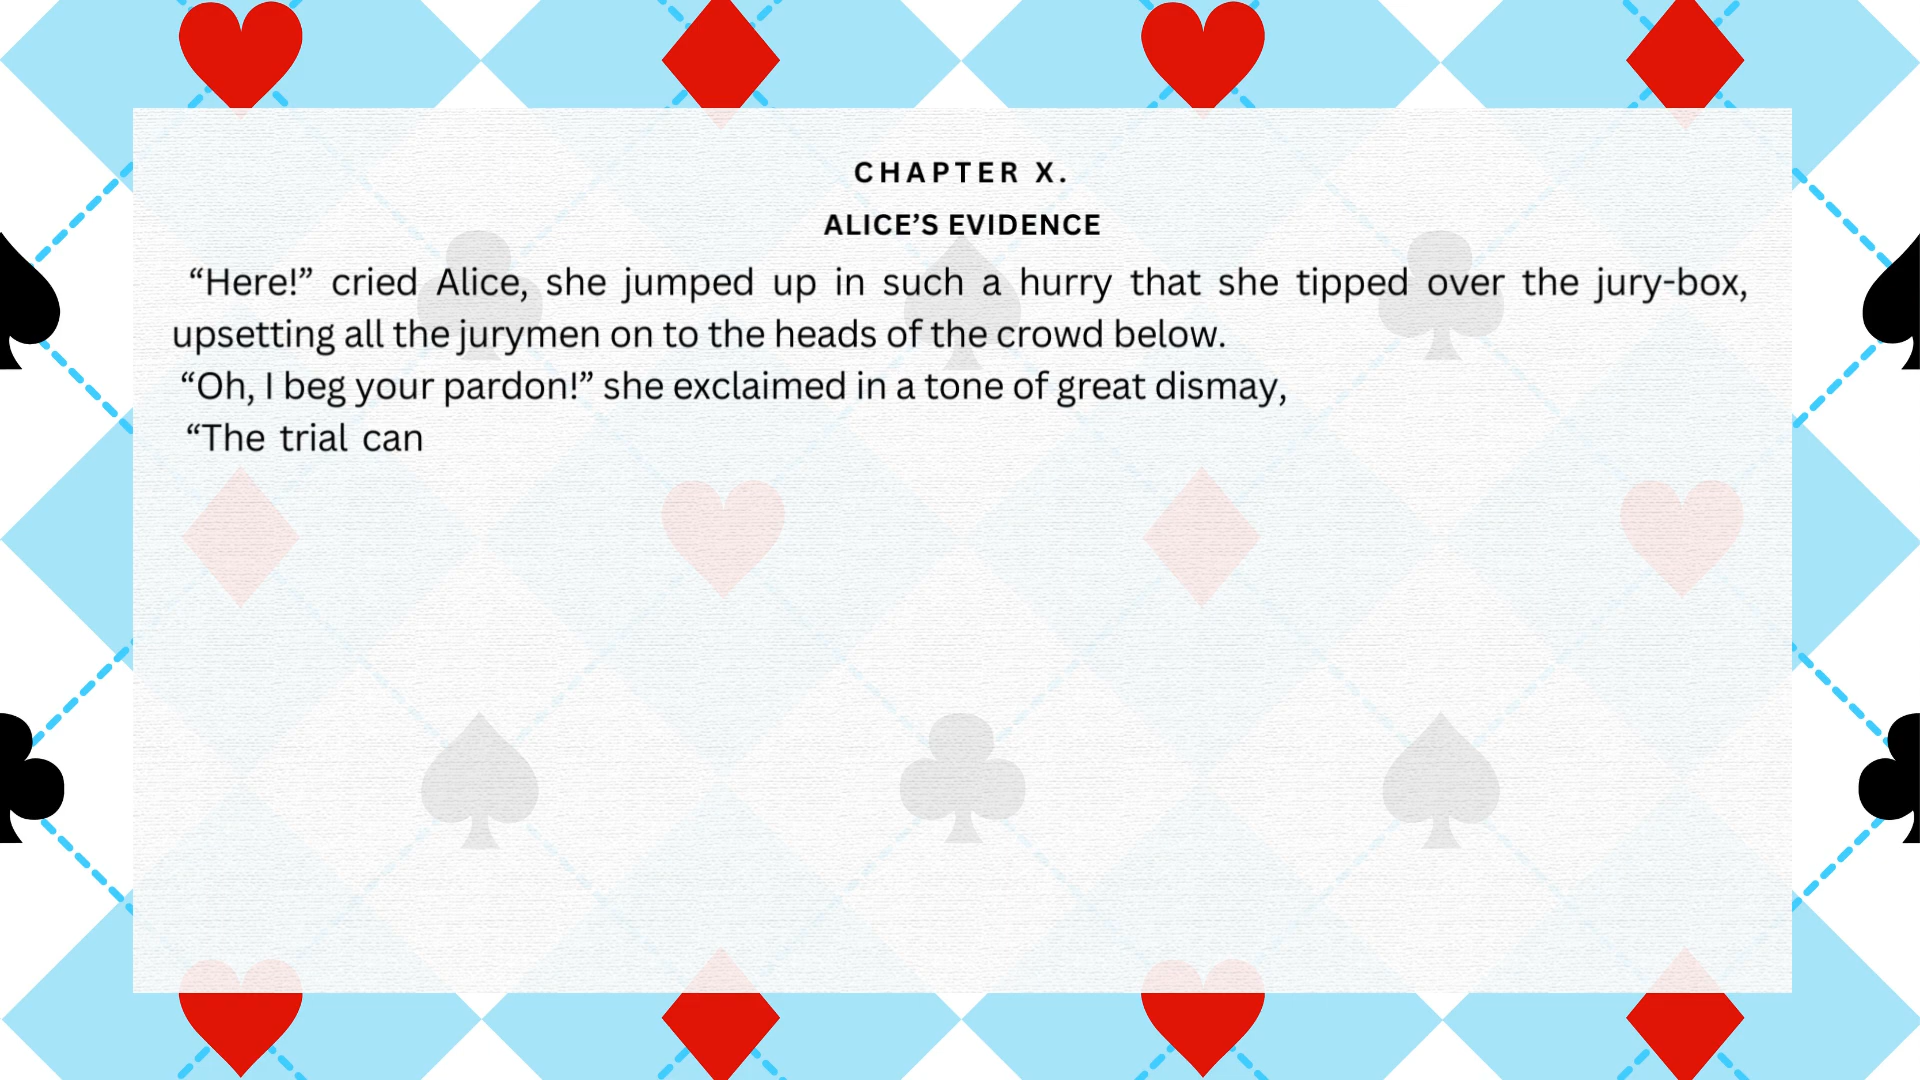 CHAPTER X.
ALICE’S EVIDENCE
“Here!” cried Alice, she jumped up in such a hurry that she tipped over the jury-box,
upsetting all the jurymen on to the heads of the crowd below.
“Oh, I beg your pardon!” she exclaimed in a tone of great dismay,
“The trial can